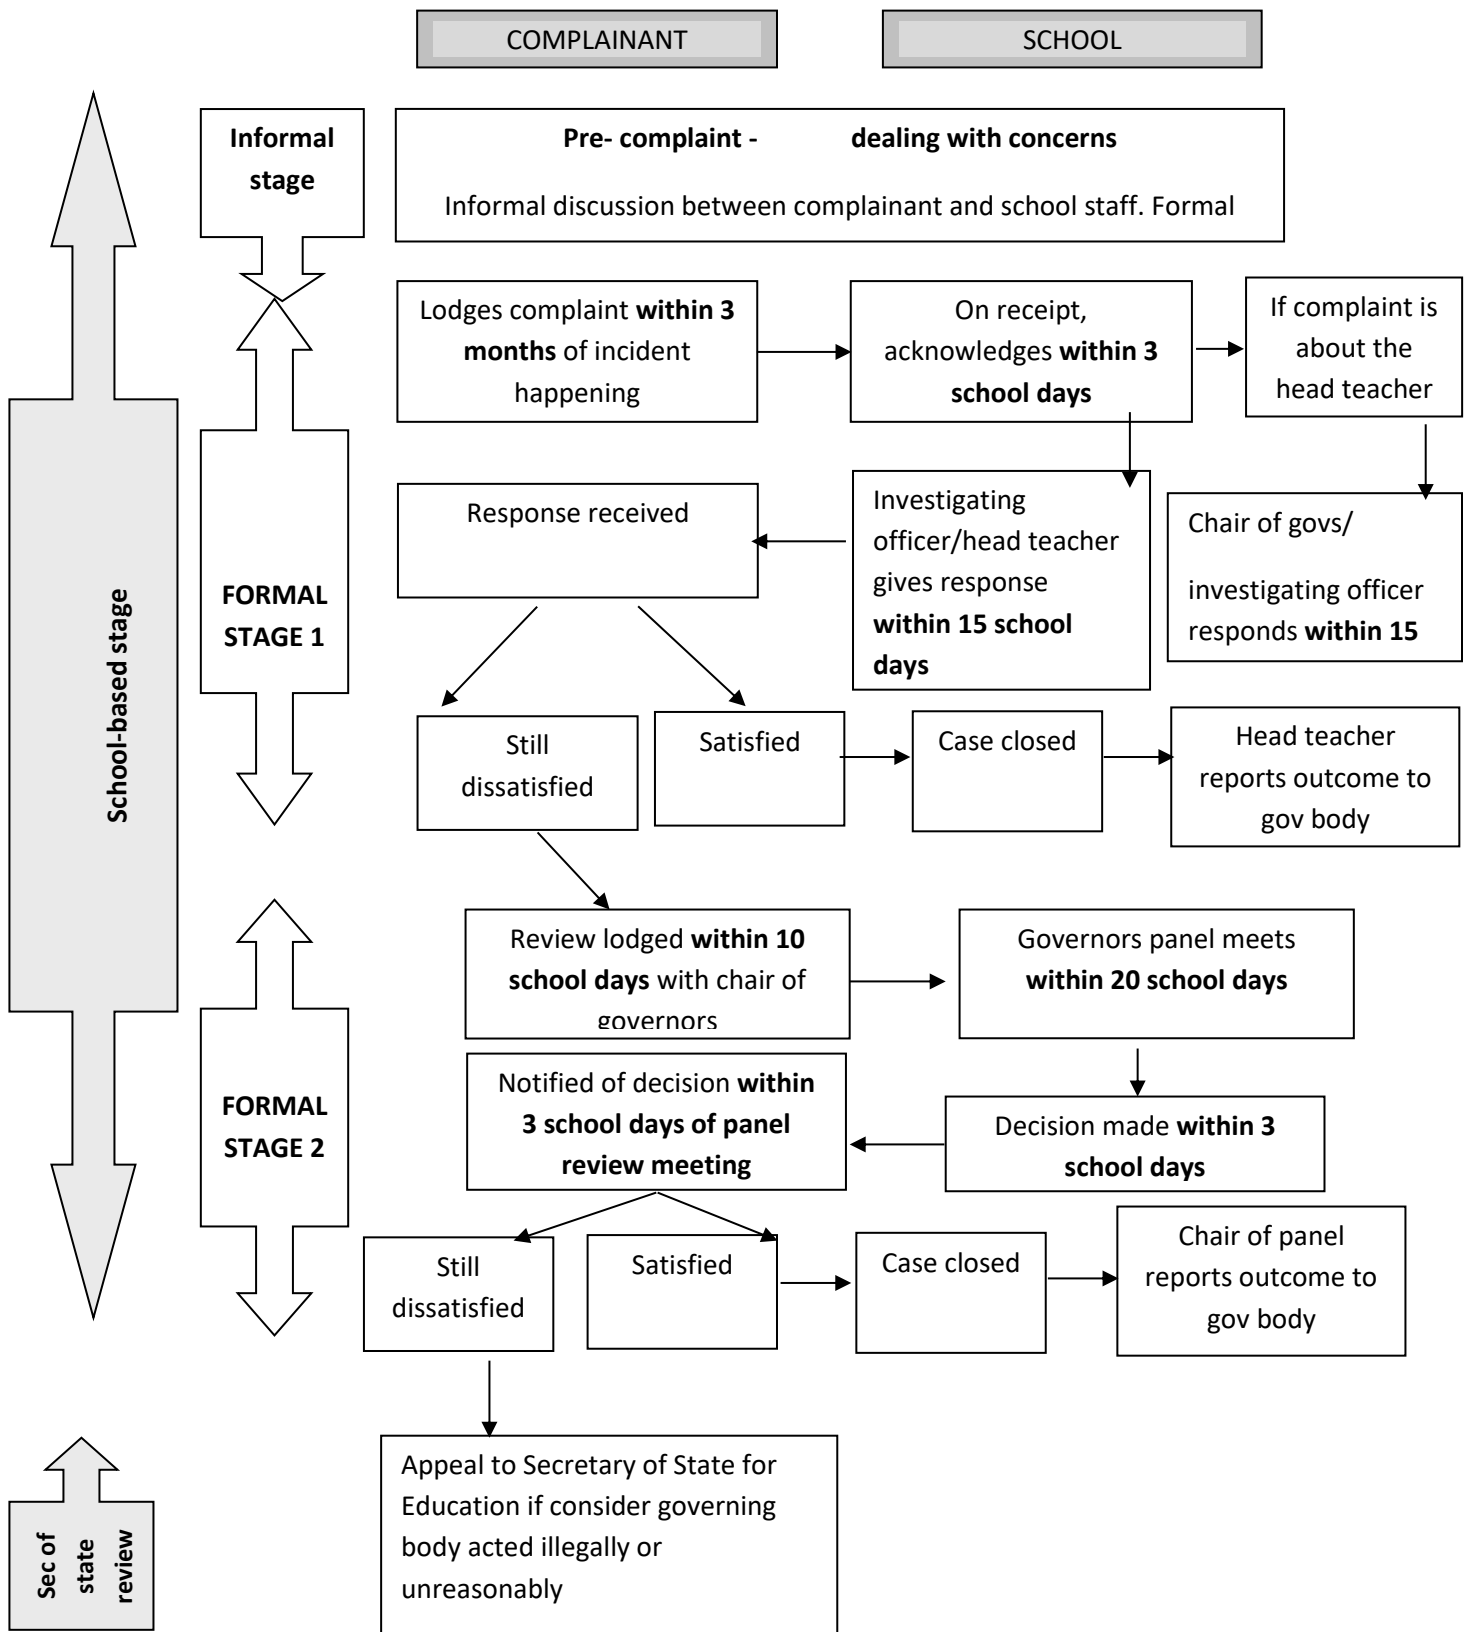 COMPLAINANT
SCHOOL
Informal
stage
Pre- complaint - dealing with concerns
Informal discussion between complainant and school staff. Formal
Lodges complaint within 3
months of incident
happening
On receipt,
acknowledges within 3
school days
If complaint is
about the
head teacher
School-based stage
FORMAL
STAGE 1
Response received
Investigating
officer/head teacher
gives response
within 15 school
days
Chair of govs/
investigating officer
responds within 15
Still
dissatisfied
Satisfied
Case closed
Head teacher
reports outcome to
gov body
Review lodged within 10
school days with chair of
governors
Governors panel meets
within 20 school days
FORMAL
STAGE 2
Notified of decision within
3 school days of panel
review meeting
Decision made within 3
school days
Still
dissatisfied
Satisfied
Case closed
Chair of panel
reports outcome to
gov body
Sec of
state
review
Appeal to Secretary of State for
Education if consider governing
body acted illegally or
unreasonably